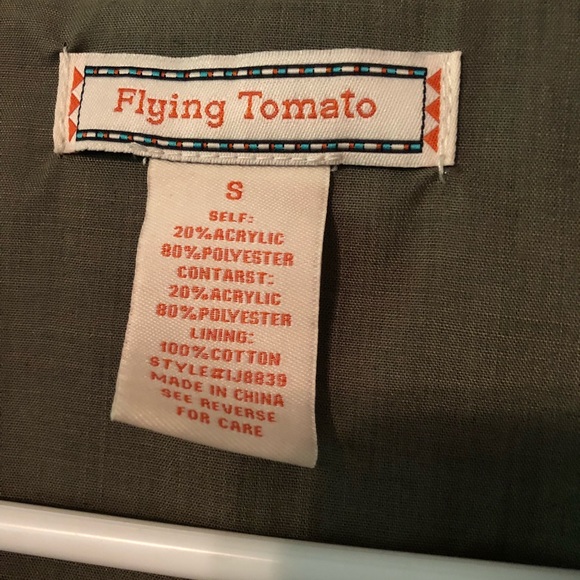 Flying Tomato
S
SELF:
20%ACRYLIC
80%POLYESTER
CONTARST:
20%ACRYLIC
80%POLYESTER
LINING:
100%COTTON
STYLE#IJ8839
MADE IN CHINA
SEE REVERSE
FOR CARE